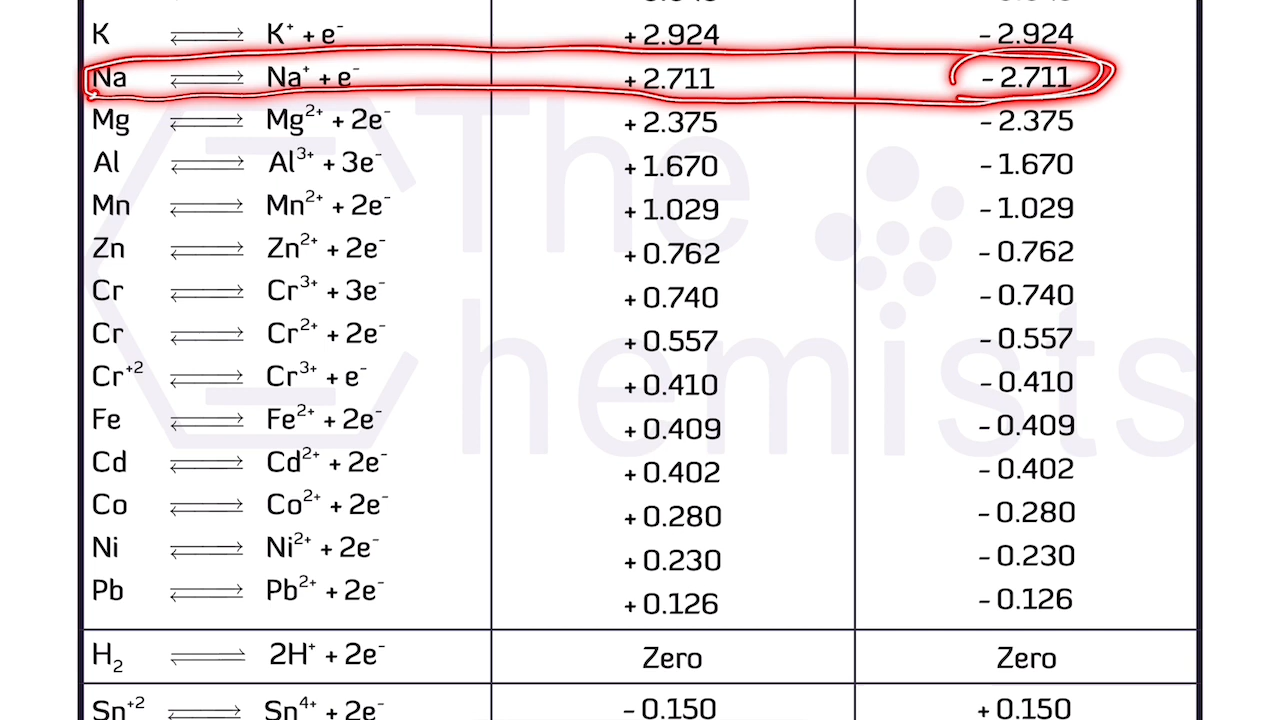 K ⇌ K⁺ + e⁻ + 2.924 - 2.924
Na ⇌ Na⁺ + e⁻ + 2.711 - 2.711
Mg ⇌ Mg²⁺ + 2e⁻ + 2.375 - 2.375
Al ⇌ Al³⁺ + 3e⁻ + 1.670 - 1.670
Mn ⇌ Mn²⁺ + 2e⁻ + 1.029 - 1.029
Zn ⇌ Zn²⁺ + 2e⁻ + 0.762 - 0.762
Cr ⇌ Cr³⁺ + 3e⁻ + 0.740 - 0.740
Cr ⇌ Cr²⁺ + 2e⁻ + 0.557 - 0.557
Cr⁺² ⇌ Cr³⁺ + e⁻ + 0.410 - 0.410
Fe ⇌ Fe²⁺ + 2e⁻ + 0.409 - 0.409
Cd ⇌ Cd²⁺ + 2e⁻ + 0.402 - 0.402
Co ⇌ Co²⁺ + 2e⁻ + 0.280 - 0.280
Ni ⇌ Ni²⁺ + 2e⁻ + 0.230 - 0.230
Pb ⇌ Pb²⁺ + 2e⁻ + 0.126 - 0.126
H₂ ⇌ 2H⁺ + 2e⁻ Zero Zero
Sn⁺² ⇌ Sn⁴⁺ + 2e⁻ - 0.150 + 0.150
The
Chemists